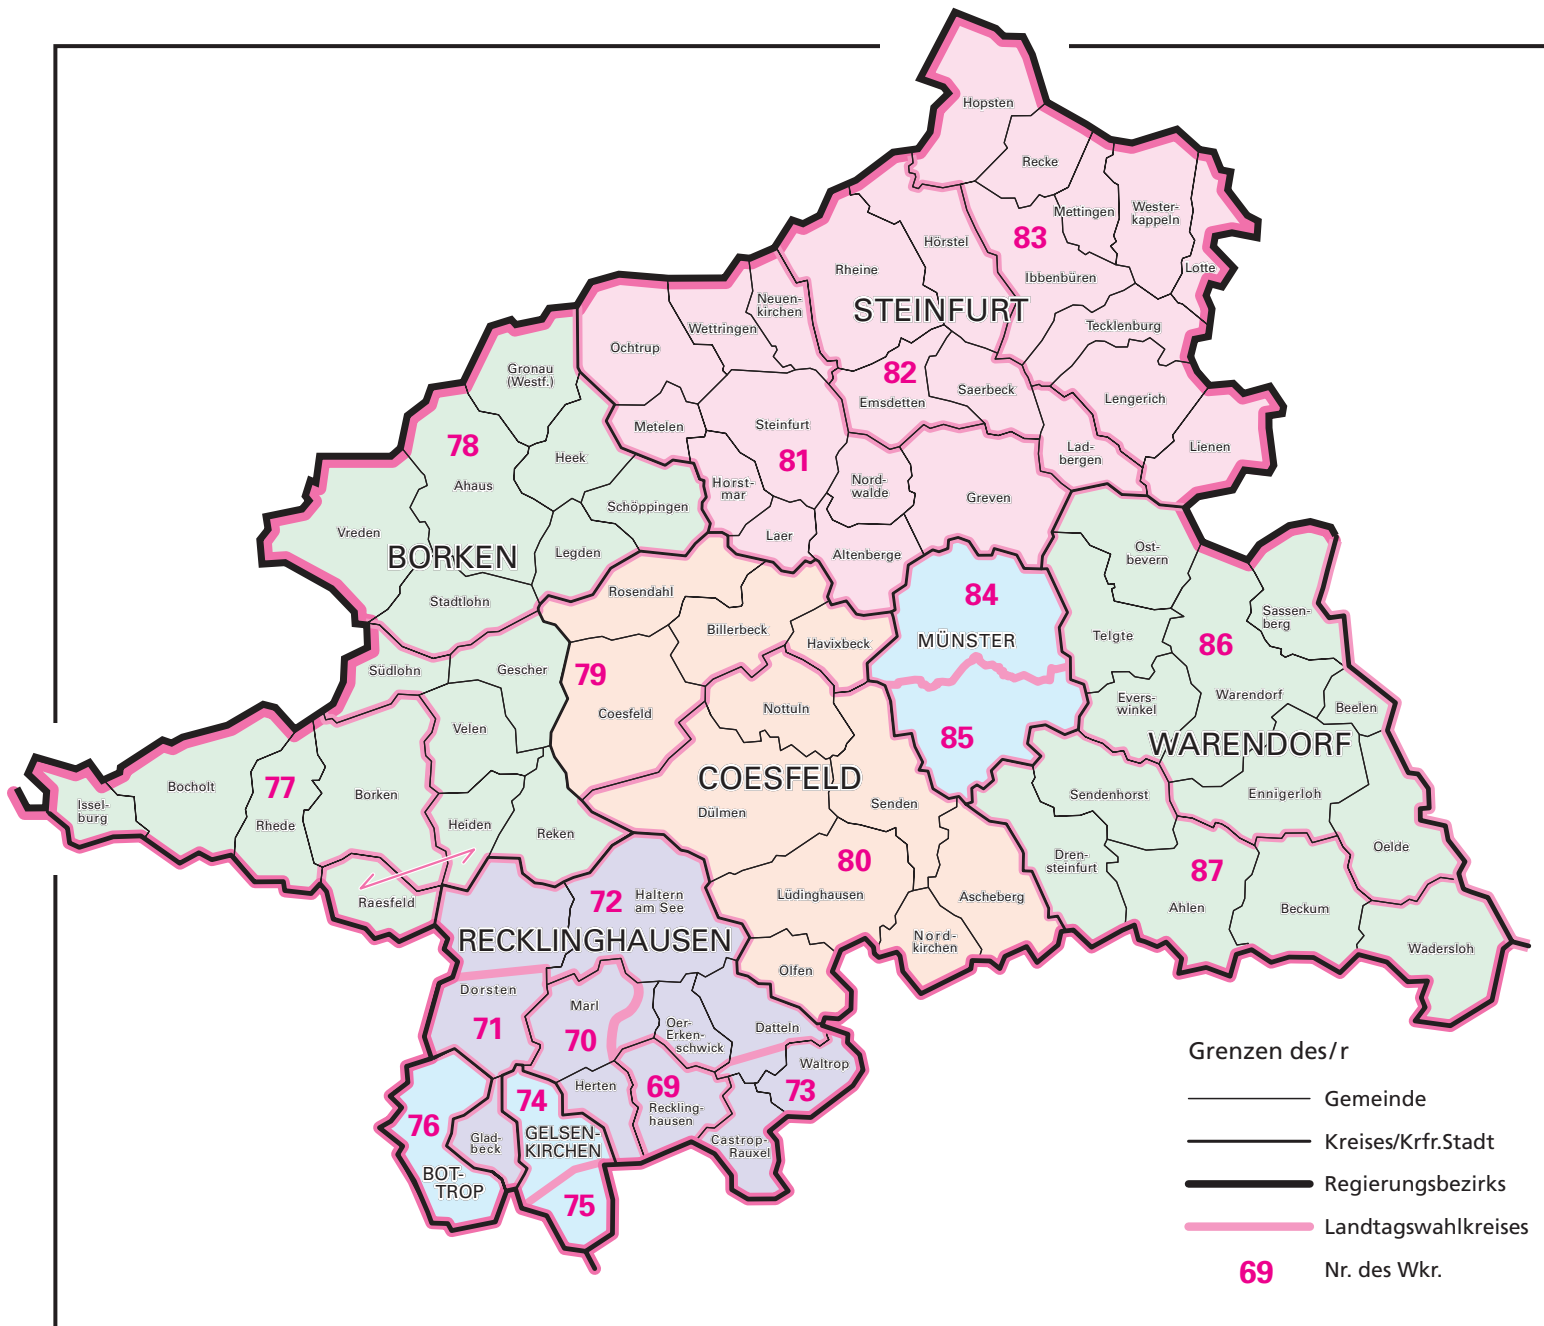 Hopsten
Recke
Mettingen
Wester-
kappeln
83
Hörstel
Rheine
Ibbenbüren
Lotte
Neuen-
kirchen
STEINFURT
Wettringen
Tecklenburg
Ochtrup
Gronau
(Westf.)
82
Emsdetten
Saerbeck
Lengerich
Metelen
Steinfurt
78
81
Lad-
bergen
Lienen
Heek
Ahaus
Horst-
mar
Nord-
walde
Greven
Schöppingen
Vreden
BORKEN
Legden
Laer
Altenberge
Ost-
bevern
Stadtlohn
Rosendahl
84
Sassen-
berg
Billerbeck
Havixbeck
MÜNSTER
Telgte
86
Südlohn
Gescher
79
Coesfeld
Nottuln
Evers-
winkel
Warendorf
Beelen
Velen
85
WARENDORF
COESFELD
Bocholt
77
Borken
Issel-
burg
Rhede
Heiden
Reken
Dülmen
Senden
Sendenhorst
Ennigerloh
80
Dren-
steinfurt
87
Oelde
Raesfeld
72
Haltern
am See
Lüdinghausen
Ascheberg
Ahlen
Beckum
RECKLINGHAUSEN
Nord-
kirchen
Wadersloh
Olfen
Dorsten
71
Marl
70
Oer-
Erken-
schwick
Datteln
Waltrop
73
Herten
69
Reckling-
hausen
74
76
Glad-
beck
GELSEN-
KIRCHEN
Castrop-
Rauxel
BOT-
TROP
75
Grenzen des/r
Gemeinde
Kreises/Krfr.Stadt
Regierungsbezirks
Landtagswahlkreises
69 Nr. des Wkr.